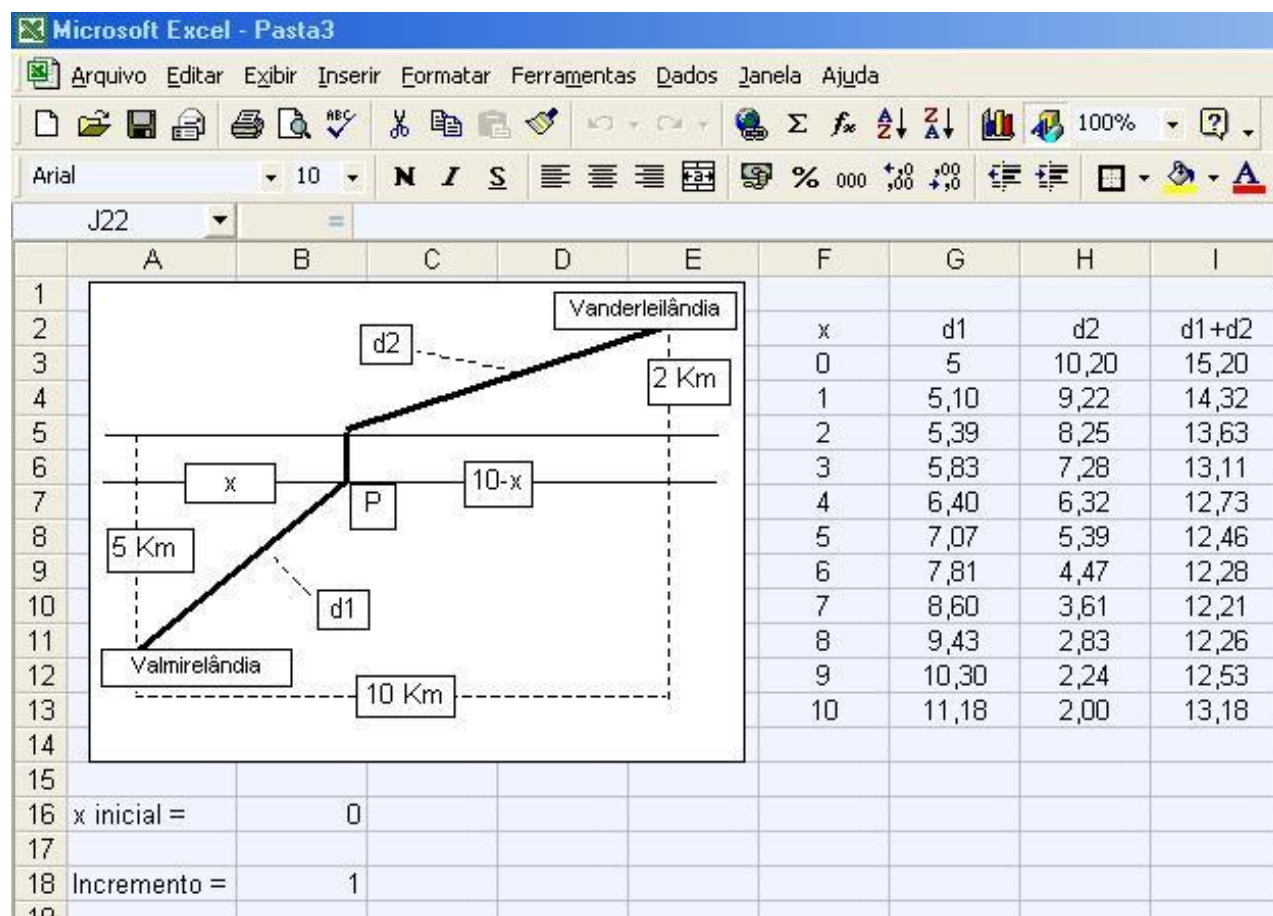 Microsoft Excel - Pasta3
Arquivo Editar Exibir Inserir Formatar Ferramentas Dados Janela Ajuda
ABC Σ fx A Z Z A 100% ?
Arial 10 N I S a % 000 ,0 ,00 ,00 ,0 A
J22 =
A B C D E F G H I
1 Vanderleilândia
2 d2 x d1 d2 d1+d2
3 2 Km 0 5 10,20 15,20
4 1 5,10 9,22 14,32
5 2 5,39 8,25 13,63
6 x 10-x 3 5,83 7,28 13,11
7 P 4 6,40 6,32 12,73
8 5 Km 5 7,07 5,39 12,46
9 6 7,81 4,47 12,28
10 d1 7 8,60 3,61 12,21
11 8 9,43 2,83 12,26
12 Valmirelândia 9 10,30 2,24 12,53
13 10 Km 10 11,18 2,00 13,18
14
15
16 x inicial = 0
17
18 Incremento = 1